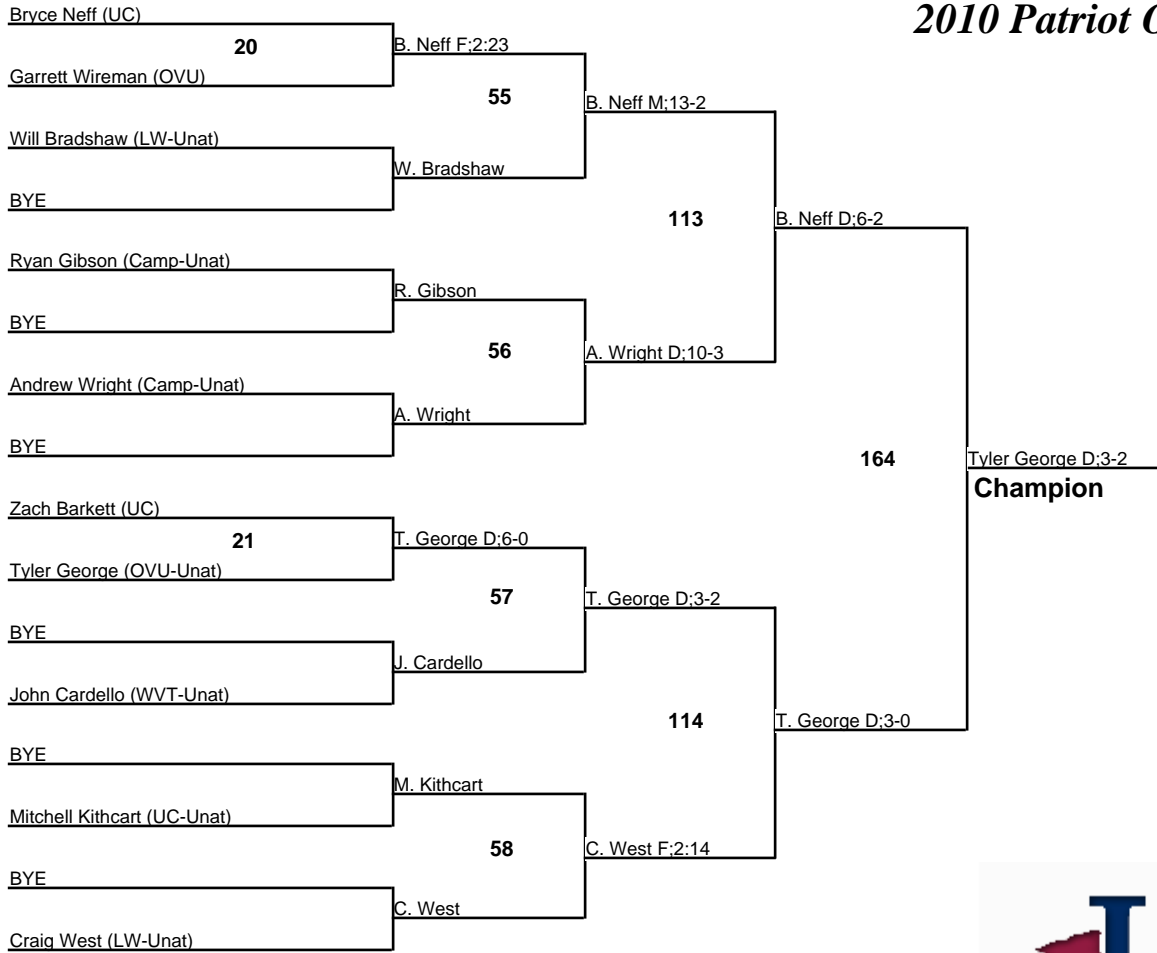 2010 Patriot O
Bryce Neff (UC)
20
B. Neff F;2:23
Garrett Wireman (OVU)
55
B. Neff M;13-2
Will Bradshaw (LW-Unat)
W. Bradshaw
BYE
113
B. Neff D;6-2
Ryan Gibson (Camp-Unat)
R. Gibson
BYE
56
A. Wright D;10-3
Andrew Wright (Camp-Unat)
A. Wright
BYE
164
Tyler George D;3-2
Champion
Zach Barkett (UC)
21
T. George D;6-0
Tyler George (OVU-Unat)
57
T. George D;3-2
BYE
J. Cardello
John Cardello (WVT-Unat)
114
T. George D;3-0
BYE
M. Kithcart
Mitchell Kithcart (UC-Unat)
58
C. West F;2:14
BYE
C. West
Craig West (LW-Unat)